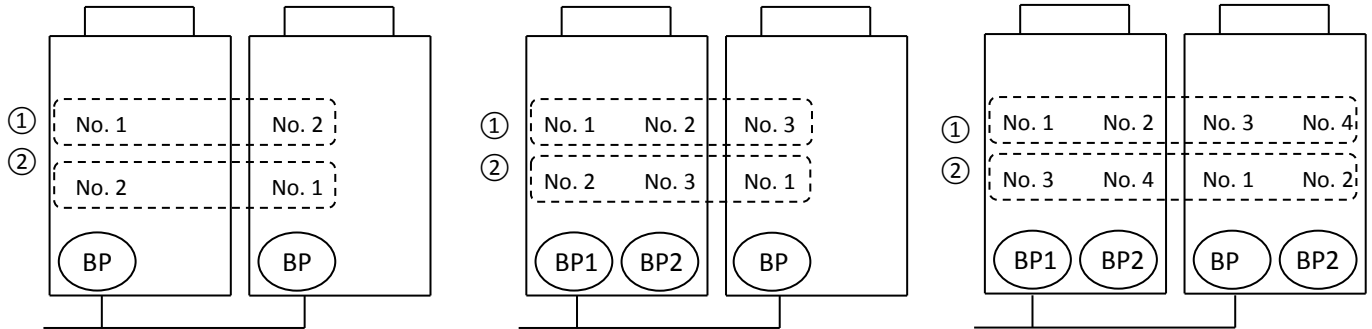 ① No. 1 No. 2
② No. 2 No. 1
BP BP
① No. 1 No. 2 No. 3
② No. 2 No. 3 No. 1
BP1 BP2 BP
① No. 1 No. 2 No. 3 No. 4
② No. 3 No. 4 No. 1 No. 2
BP1 BP2 BP BP2